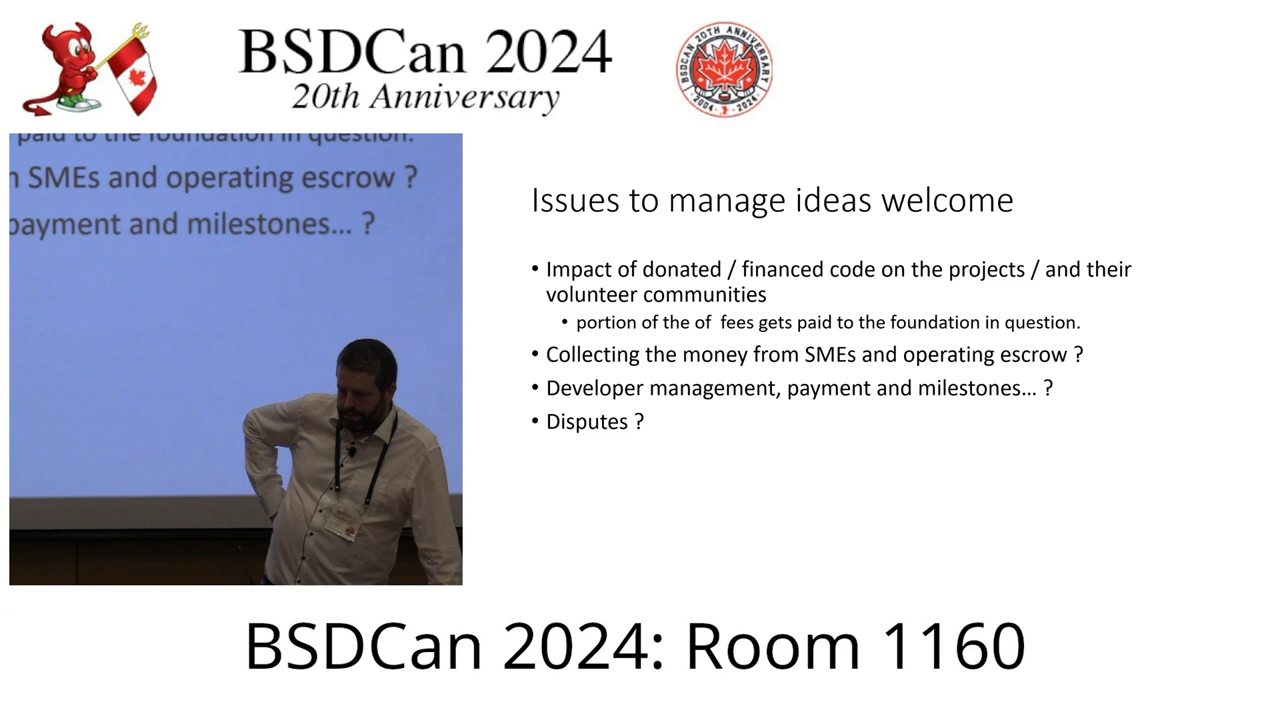 BSDCan 2024
20th Anniversary
BSDCAN 20TH ANNIVERSARY
2004 2024
paid to the foundation in question.
SMEs and operating escrow ?
payment and milestones... ?
Issues to manage ideas welcome
• Impact of donated / financed code on the projects / and their
volunteer communities
• portion of the of fees gets paid to the foundation in question.
• Collecting the money from SMEs and operating escrow ?
• Developer management, payment and milestones... ?
• Disputes ?
BSDCan 2024: Room 1160